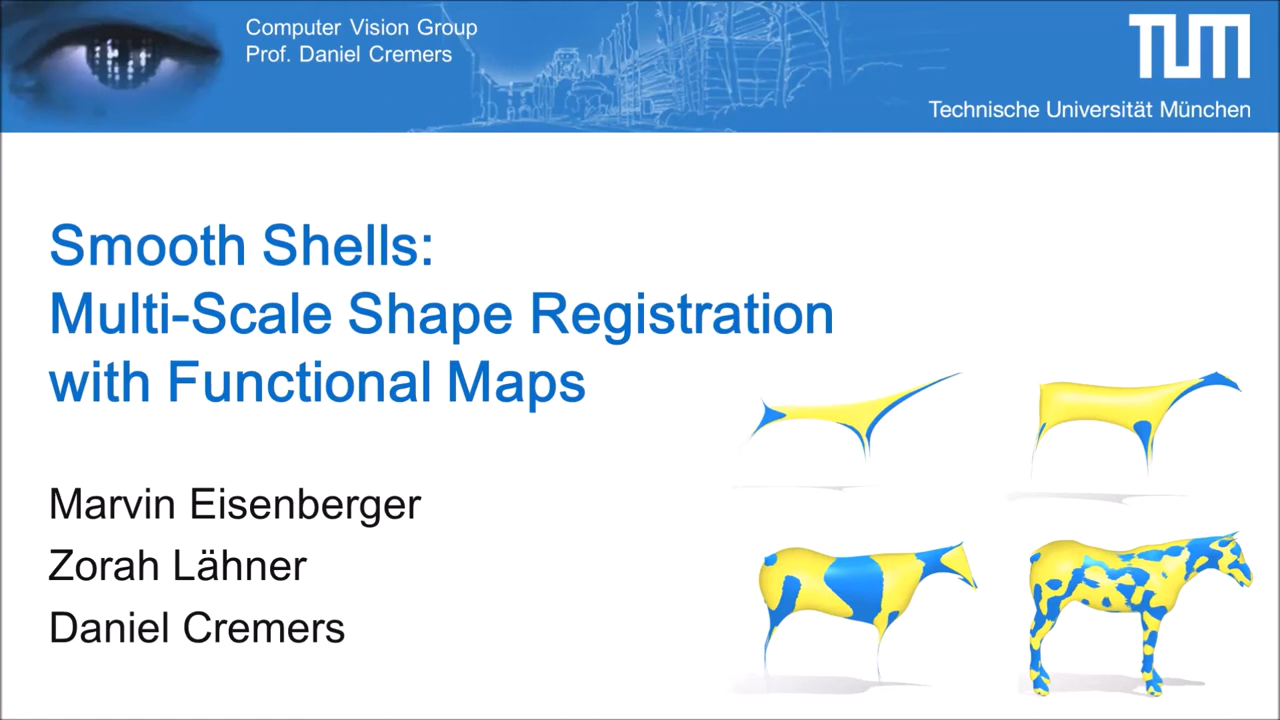 Computer Vision Group
Prof. Daniel Cremers
TUM
Technische Universität München
Smooth Shells:
Multi-Scale Shape Registration
with Functional Maps
Marvin Eisenberger
Zorah Lähner
Daniel Cremers